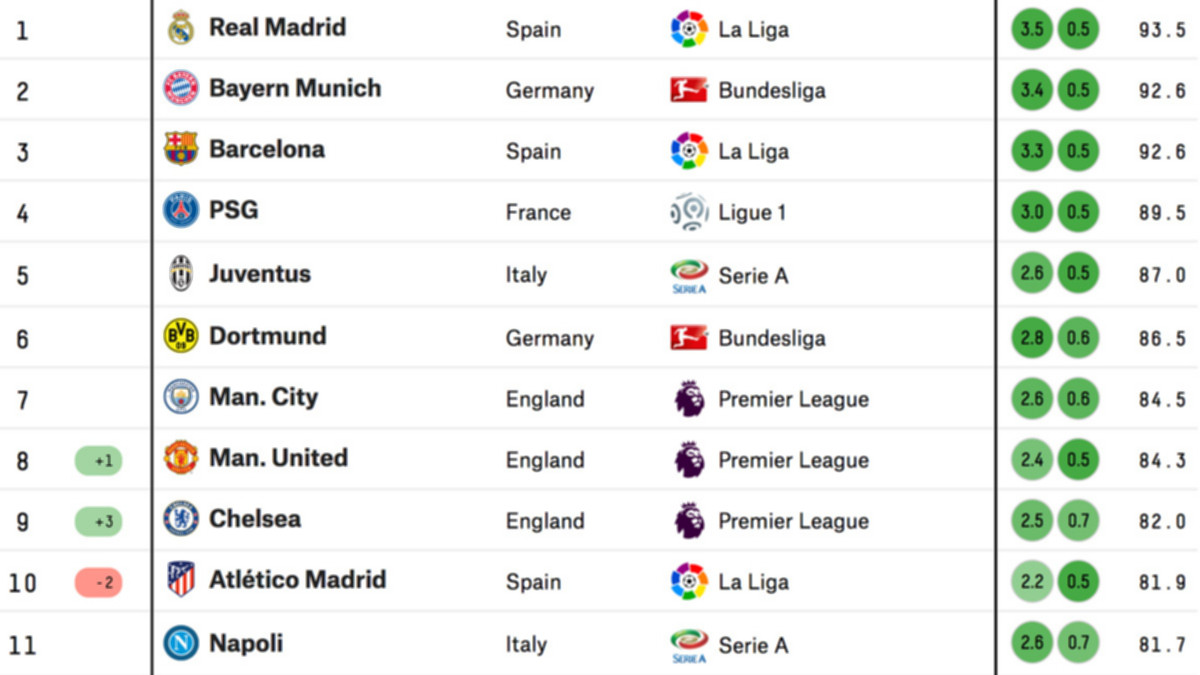 1 Real Madrid Spain La Liga 3.5 0.5 93.5
2 Bayern Munich Germany Bundesliga 3.4 0.5 92.6
3 Barcelona Spain La Liga 3.3 0.5 92.6
4 PSG France Ligue 1 3.0 0.5 89.5
5 Juventus Italy SERIE A Serie A 2.6 0.5 87.0
6 BVB 09 Dortmund Germany Bundesliga 2.8 0.6 86.5
7 Man. City England Premier League 2.6 0.6 84.5
8 +1 Man. United England Premier League 2.4 0.5 84.3
9 +3 Chelsea England Premier League 2.5 0.7 82.0
10 -2 Atlético Madrid Spain La Liga 2.2 0.5 81.9
11 N Napoli Italy SERIE A Serie A 2.6 0.7 81.7